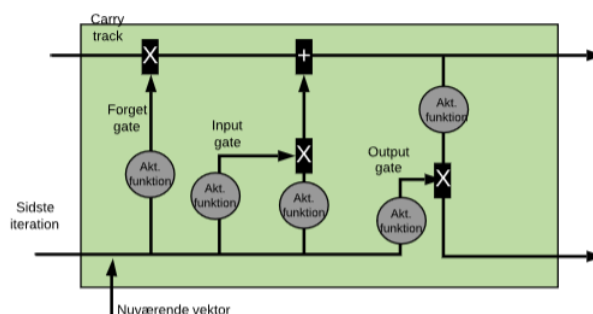 Carry
track
X
+
Forget
gate
Akt.
funktion
Input
gate
X
Akt.
funktion
Akt.
funktion
Akt.
funktion
Output
gate
X
Akt.
funktion
Sidste
iteration
Nuværende vektor